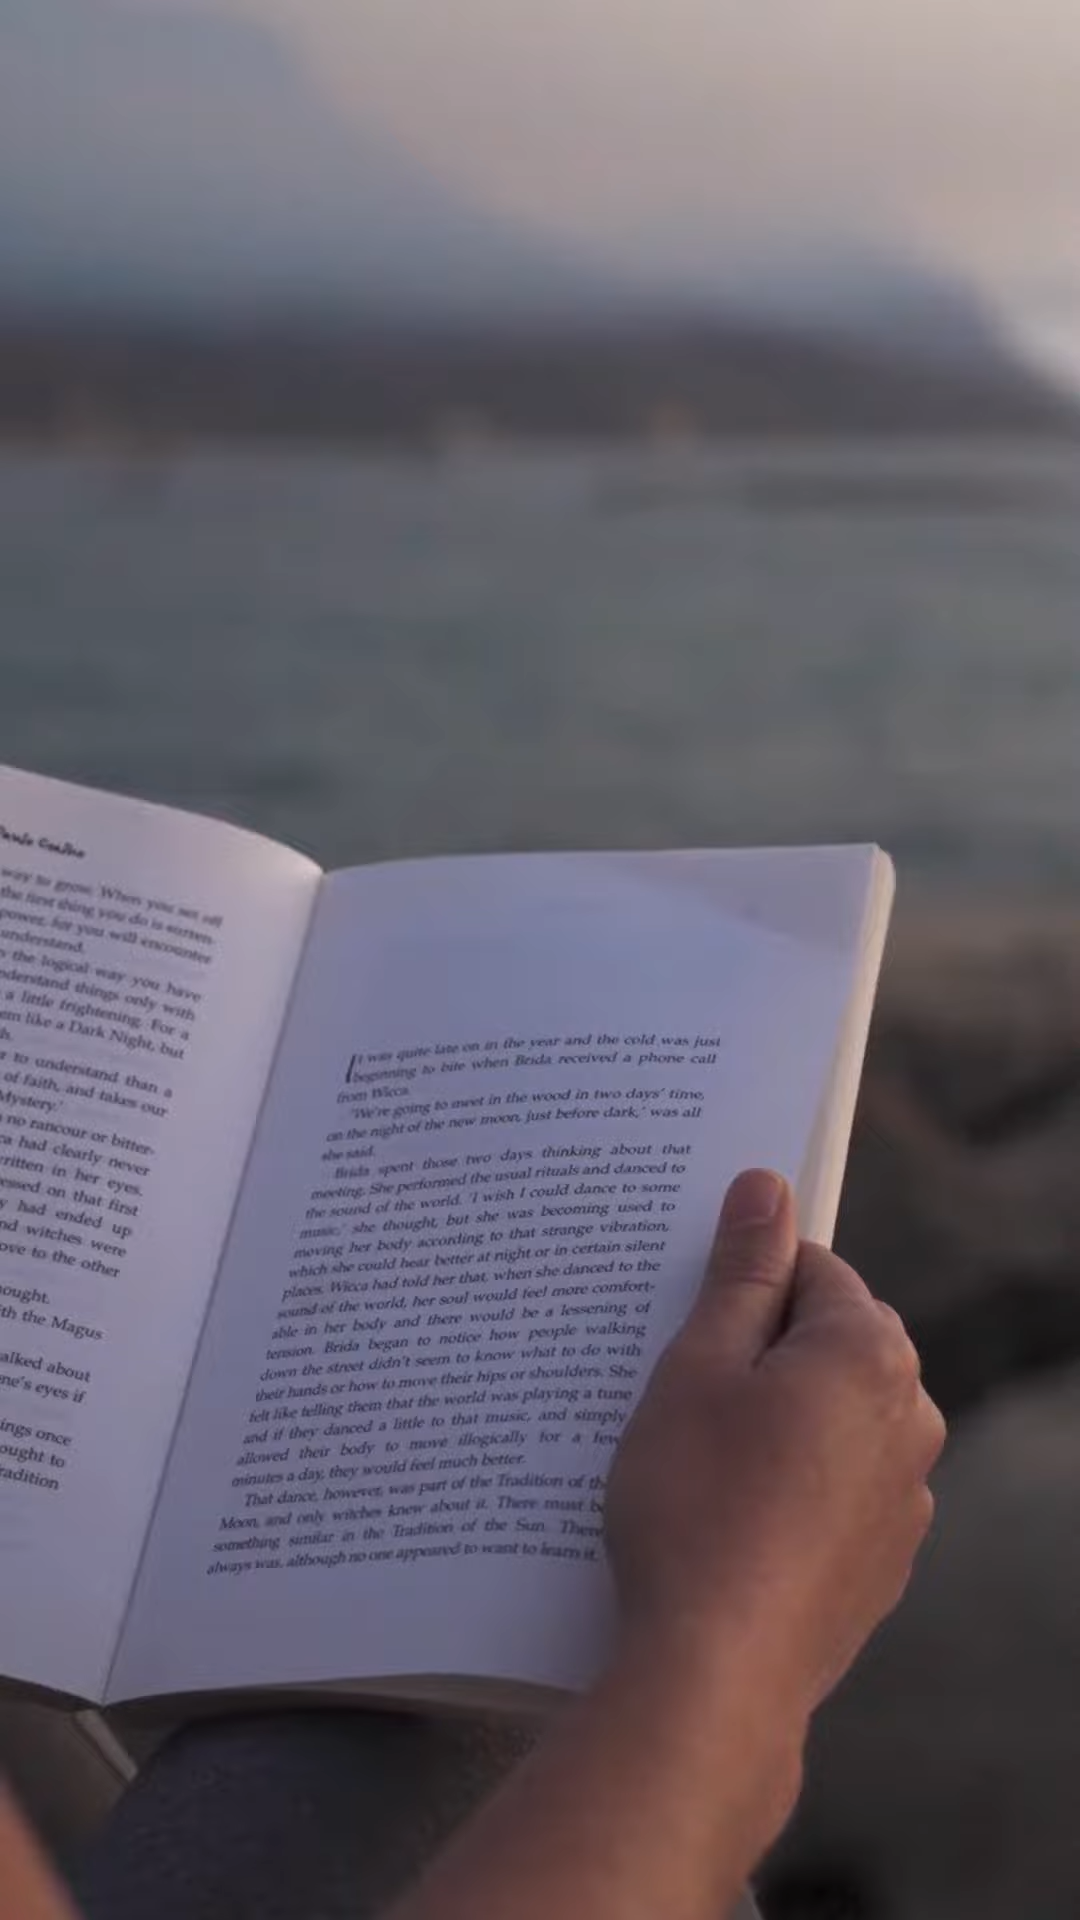 Paulo Coelho
way to grow. When you set off
the first thing you do is surren-
power, for you will encounter
understand.
the logical way you have
understand things only with
a little frightening. For a
em like a Dark Night, but
h.
r to understand than a
of faith, and takes our
Mystery.'
no rancour or bitter-
ca had clearly never
written in her eyes.
essed on that first
y had ended up
nd witches were
ove to the other
hought.
ith the Magus
alked about
ne's eyes if
ings once
ought to
radition
It was quite late on in the year and the cold was just
beginning to bite when Brida received a phone call
from Wicca.
'We're going to meet in the wood in two days' time,
on the night of the new moon, just before dark,' was all
she said.
Brida spent those two days thinking about that
meeting. She performed the usual rituals and danced to
the sound of the world. 'I wish I could dance to some
music,' she thought, but she was becoming used to
moving her body according to that strange vibration,
which she could hear better at night or in certain silent
places. Wicca had told her that, when she danced to the
sound of the world, her soul would feel more comfort-
able in her body and there would be a lessening of
tension. Brida began to notice how people walking
down the street didn't seem to know what to do with
their hands or how to move their hips or shoulders. She
felt like telling them that the world was playing a tune
and if they danced a little to that music, and simply
allowed their body to move illogically for a few
minutes a day, they would feel much better.
That dance, however, was part of the Tradition of th
Moon, and only witches knew about it. There must be
something similar in the Tradition of the Sun. There
always was, although no one appeared to want to learn it.